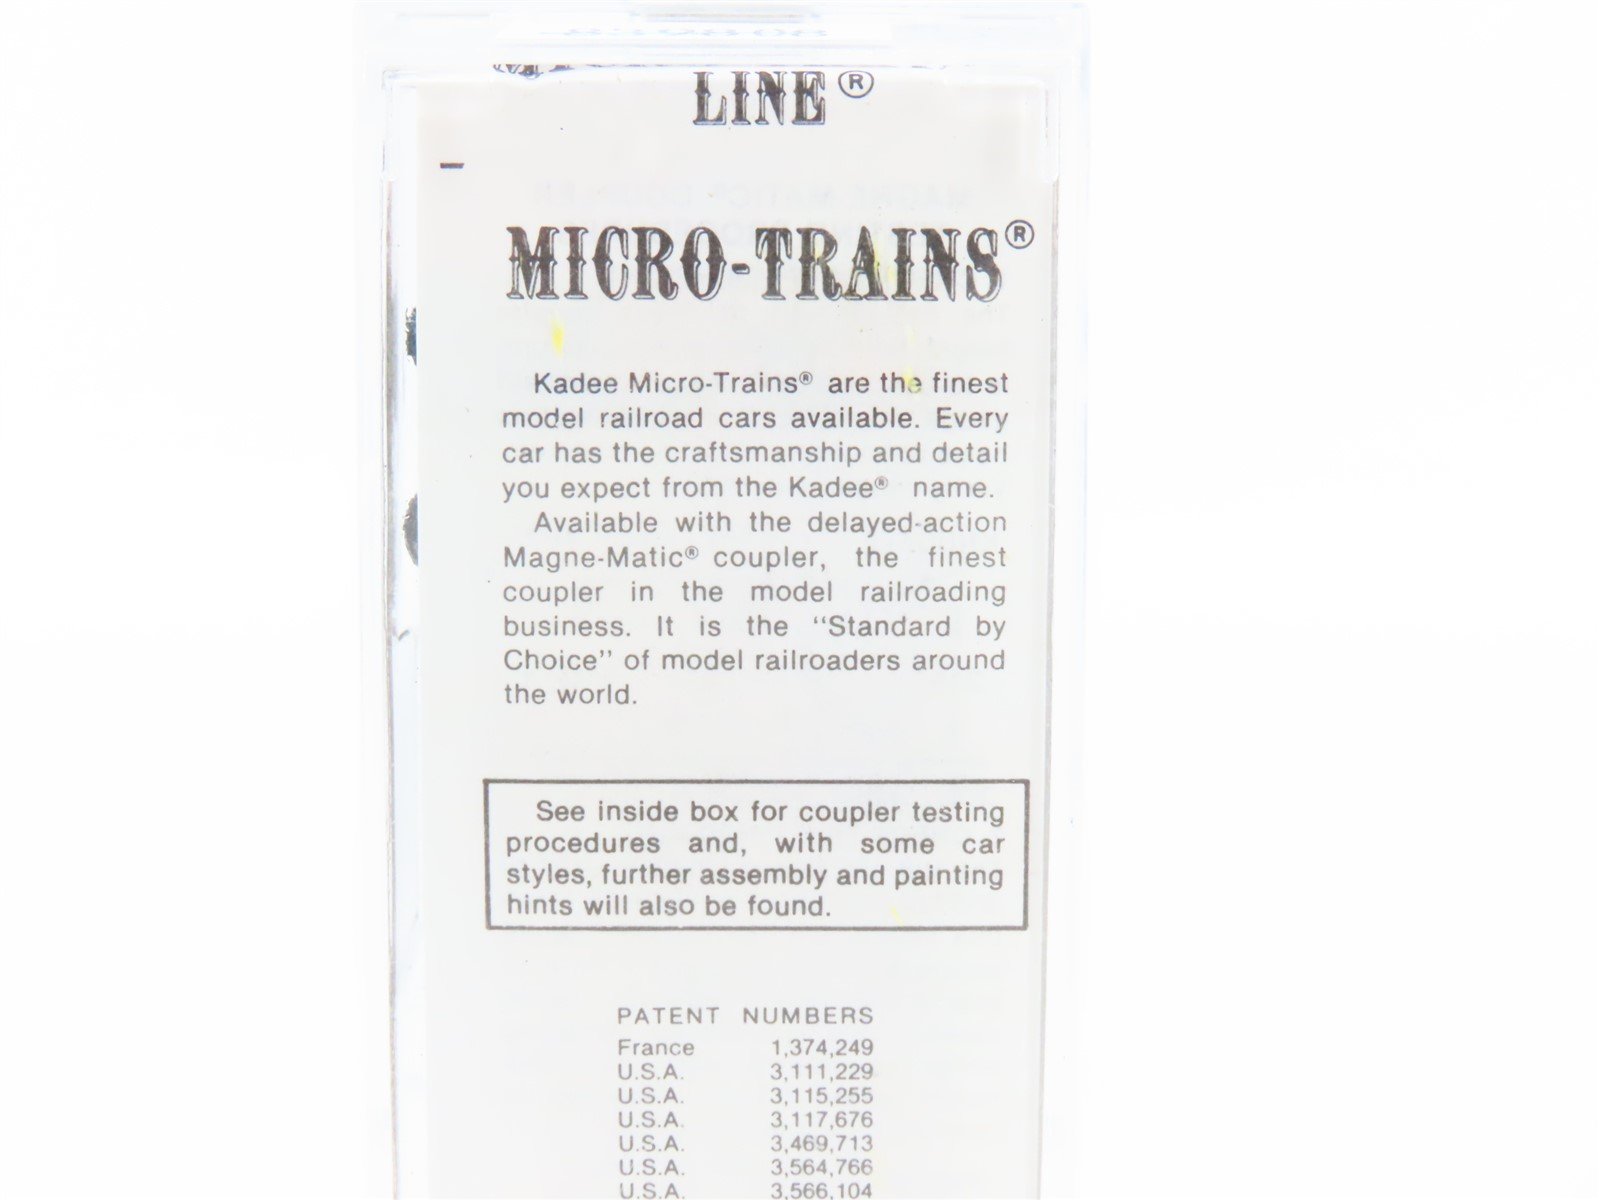 LINE®
MICRO-TRAINS®
Kadee Micro-Trains® are the finest
model railroad cars available. Every
car has the craftsmanship and detail
you expect from the Kadee® name.
Available with the delayed-action
Magne-Matic® coupler, the finest
coupler in the model railroading
business. It is the "Standard by
Choice" of model railroaders around
the world.
See inside box for coupler testing
procedures and, with some car
styles, further assembly and painting
hints will also be found.
PATENT NUMBERS
France 1,374,249
U.S.A. 3,111,229
U.S.A. 3,115,255
U.S.A. 3,117,676
U.S.A. 3,469,713
U.S.A. 3,564,766
U.S.A. 3,566,104